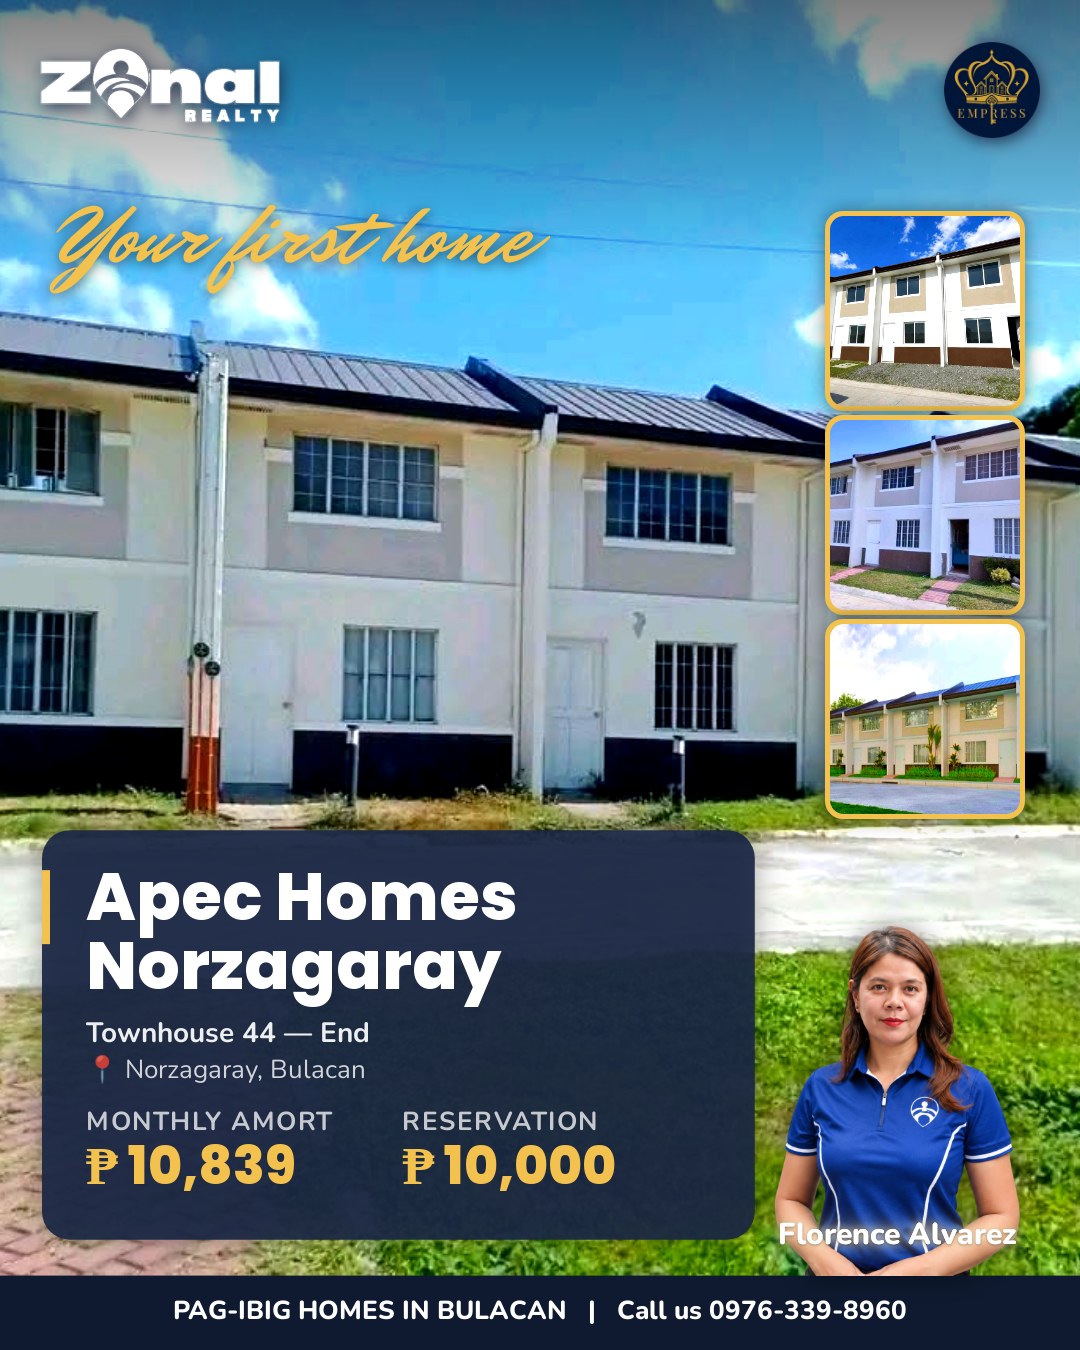 Zonal
REALTY
EMPRESS
Your first home
Apec Homes
Norzagaray
Townhouse 44 — End
📍 Norzagaray, Bulacan
MONTHLY AMORT RESERVATION
₱10,839 ₱10,000
Florence Alvarez
PAG-IBIG HOMES IN BULACAN | Call us 0976-339-8960